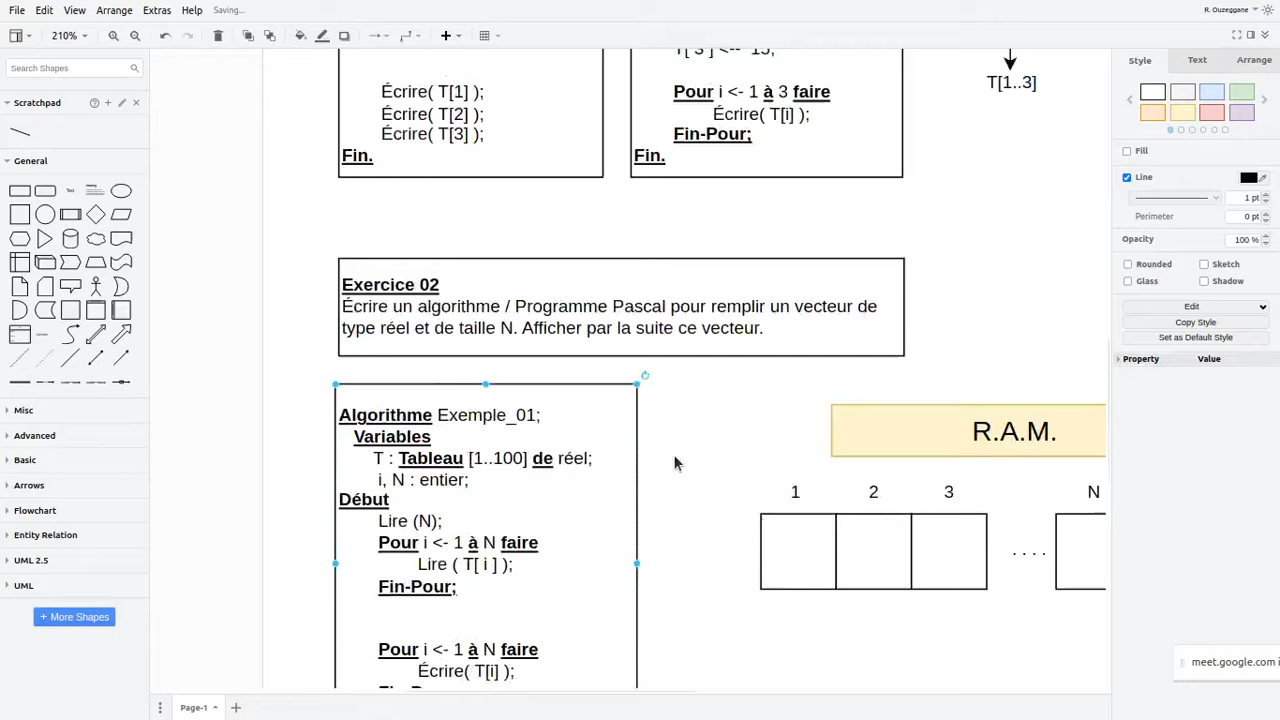 File Edit View Arrange Extras Help Saving...
R. Ouzeggane
210%
Search Shapes
Scratchpad
General
Text
Misc
Advanced
Basic
Arrows
Flowchart
Entity Relation
UML 2.5
UML
+ More Shapes
Écrire( T[1] );
Écrire( T[2] );
Écrire( T[3] );
Fin.
T[ 3 ] <-- 15;
Pour i <- 1 à 3 faire
Écrire( T[i] );
Fin-Pour;
Fin.
T[1..3]
Exercice 02
Écrire un algorithme / Programme Pascal pour remplir un vecteur de
type réel et de taille N. Afficher par la suite ce vecteur.
Algorithme Exemple_01;
Variables
T : Tableau [1..100] de réel;
i, N : entier;
Début
Lire (N);
Pour i <- 1 à N faire
Lire ( T[ i ] );
Fin-Pour;
Pour i <- 1 à N faire
Écrire( T[i] );
R.A.M.
1 2 3 N
. . . .
Page-1
Style Text Arrange
Fill
Line
1 pt
Perimeter 0 pt
Opacity 100 %
Rounded Sketch
Glass Shadow
Edit
Copy Style
Set as Default Style
Property Value
meet.google.com i